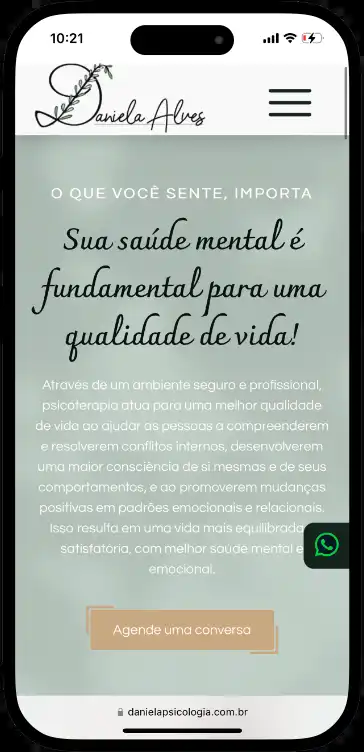 10:21
Daniela Alves
O QUE VOCÊ SENTE, IMPORTA
Sua saúde mental é
fundamental para uma
qualidade de vida!
Através de um ambiente seguro e profissional,
psicoterapia atua para uma melhor qualidade
de vida ao ajudar as pessoas a compreenderem
e resolverem conflitos internos, desenvolverem
uma maior consciência de si mesmas e de seus
comportamentos, e ao promoverem mudanças
positivas em padrões emocionais e relacionais.
Isso resulta em uma vida mais equilibrada
satisfatória, com melhor saúde mental e
emocional.
Agende uma conversa
danielapsicologia.com.br